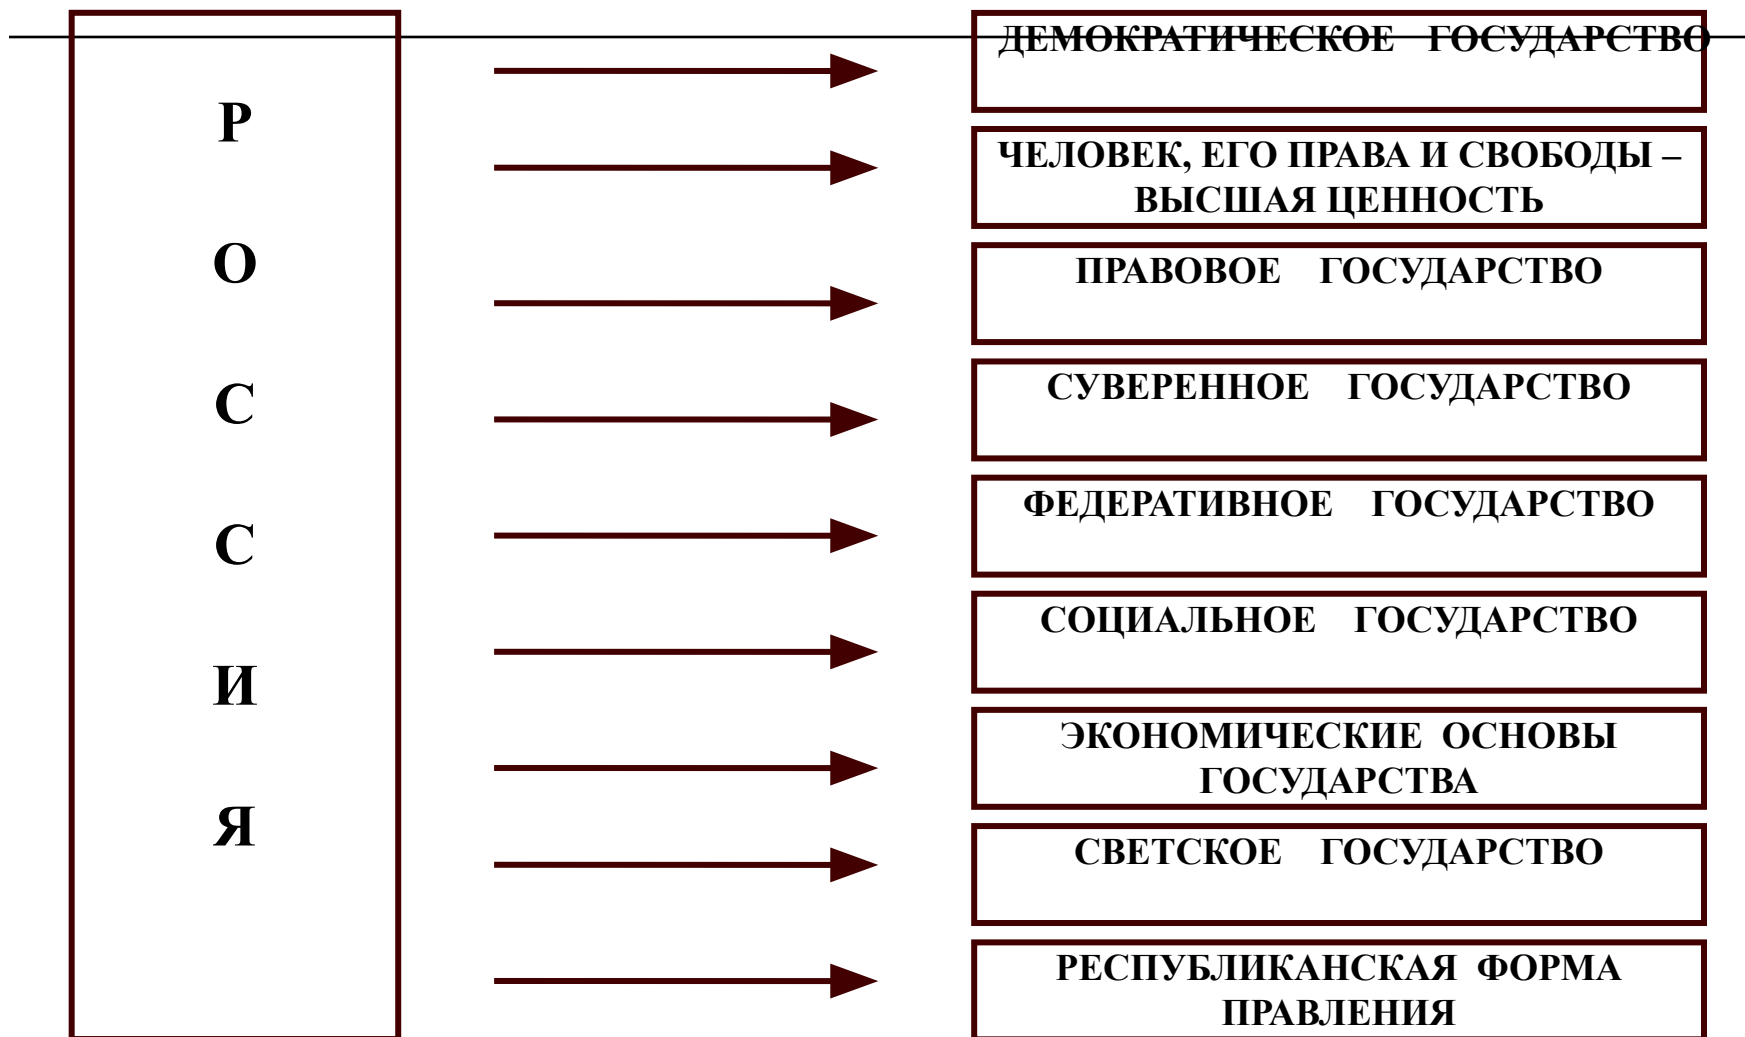 Р
О
С
С
И
Я
ДЕМОКРАТИЧЕСКОЕ ГОСУДАРСТВО
ЧЕЛОВЕК, ЕГО ПРАВА И СВОБОДЫ –
ВЫСШАЯ ЦЕННОСТЬ
ПРАВОВОЕ ГОСУДАРСТВО
СУВЕРЕННОЕ ГОСУДАРСТВО
ФЕДЕРАТИВНОЕ ГОСУДАРСТВО
СОЦИАЛЬНОЕ ГОСУДАРСТВО
ЭКОНОМИЧЕСКИЕ ОСНОВЫ
ГОСУДАРСТВА
СВЕТСКОЕ ГОСУДАРСТВО
РЕСПУБЛИКАНСКАЯ ФОРМА
ПРАВЛЕНИЯ